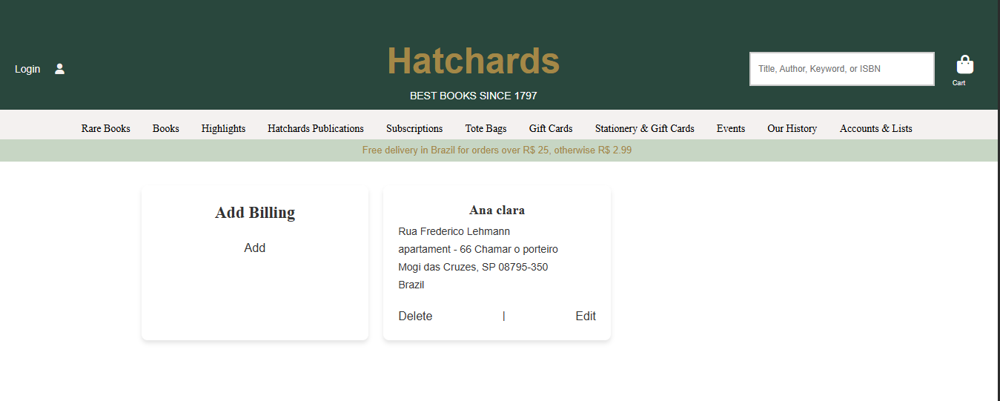 Login
Hatchards
BEST BOOKS SINCE 1797
Title, Author, Keyword, or ISBN
Cart
Rare Books Books Highlights Hatchards Publications Subscriptions Tote Bags Gift Cards Stationery & Gift Cards Events Our History Accounts & Lists
Free delivery in Brazil for orders over R$ 25, otherwise R$ 2.99
Add Billing
Add
Ana clara
Rua Frederico Lehmann
apartament - 66 Chamar o porteiro
Mogi das Cruzes, SP 08795-350
Brazil
Delete | Edit